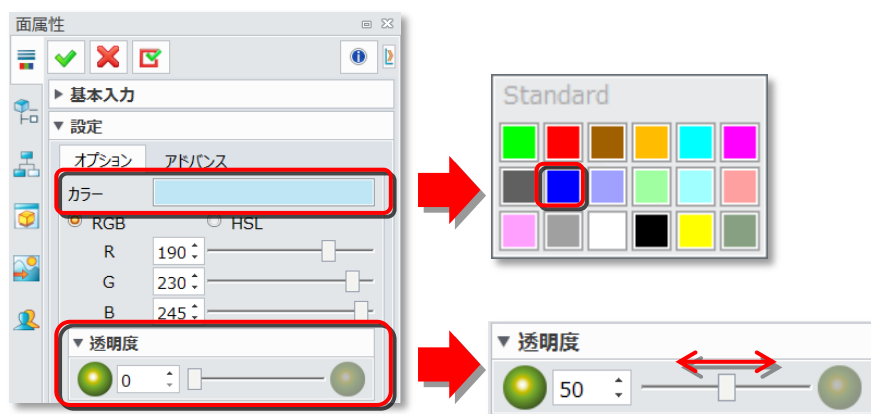 面属性
基本入力
設定
オプション アドバンス
カラー
RGB HSL
R 190
G 230
B 245
透明度
0
Standard
透明度
50